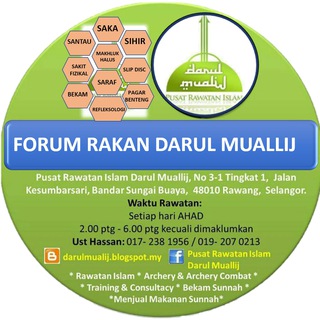 SAKA
SANTAU
SIHIR
MAKHLUK
HALUS
SAKIT
FIZIKAL
SLIP DISC
SARAF
BEKAM
PAGAR
BENTENG
REFLEKSOLOGI
darul
muallij
PUSAT RAWATAN ISLAM
FORUM RAKAN DARUL MUALLIJ
Pusat Rawatan Islam Darul Muallij, No 3-1 Tingkat 1, Jalan
Kesumbarsari, Bandar Sungai Buaya, 48010 Rawang, Selangor.
Waktu Rawatan:
Setiap hari AHAD
2.00 ptg - 6.00 ptg kecuali dimaklumkan
Ust Hassan: 017- 238 1956 / 019- 207 0213
darulmualij.blogspot.my
Pusat Rawatan Islam
Darul Muallij
* Rawatan Islam * Archery & Archery Combat *
* Training & Consultacy * Bekam Sunnah *
*Menjual Makanan Sunnah*